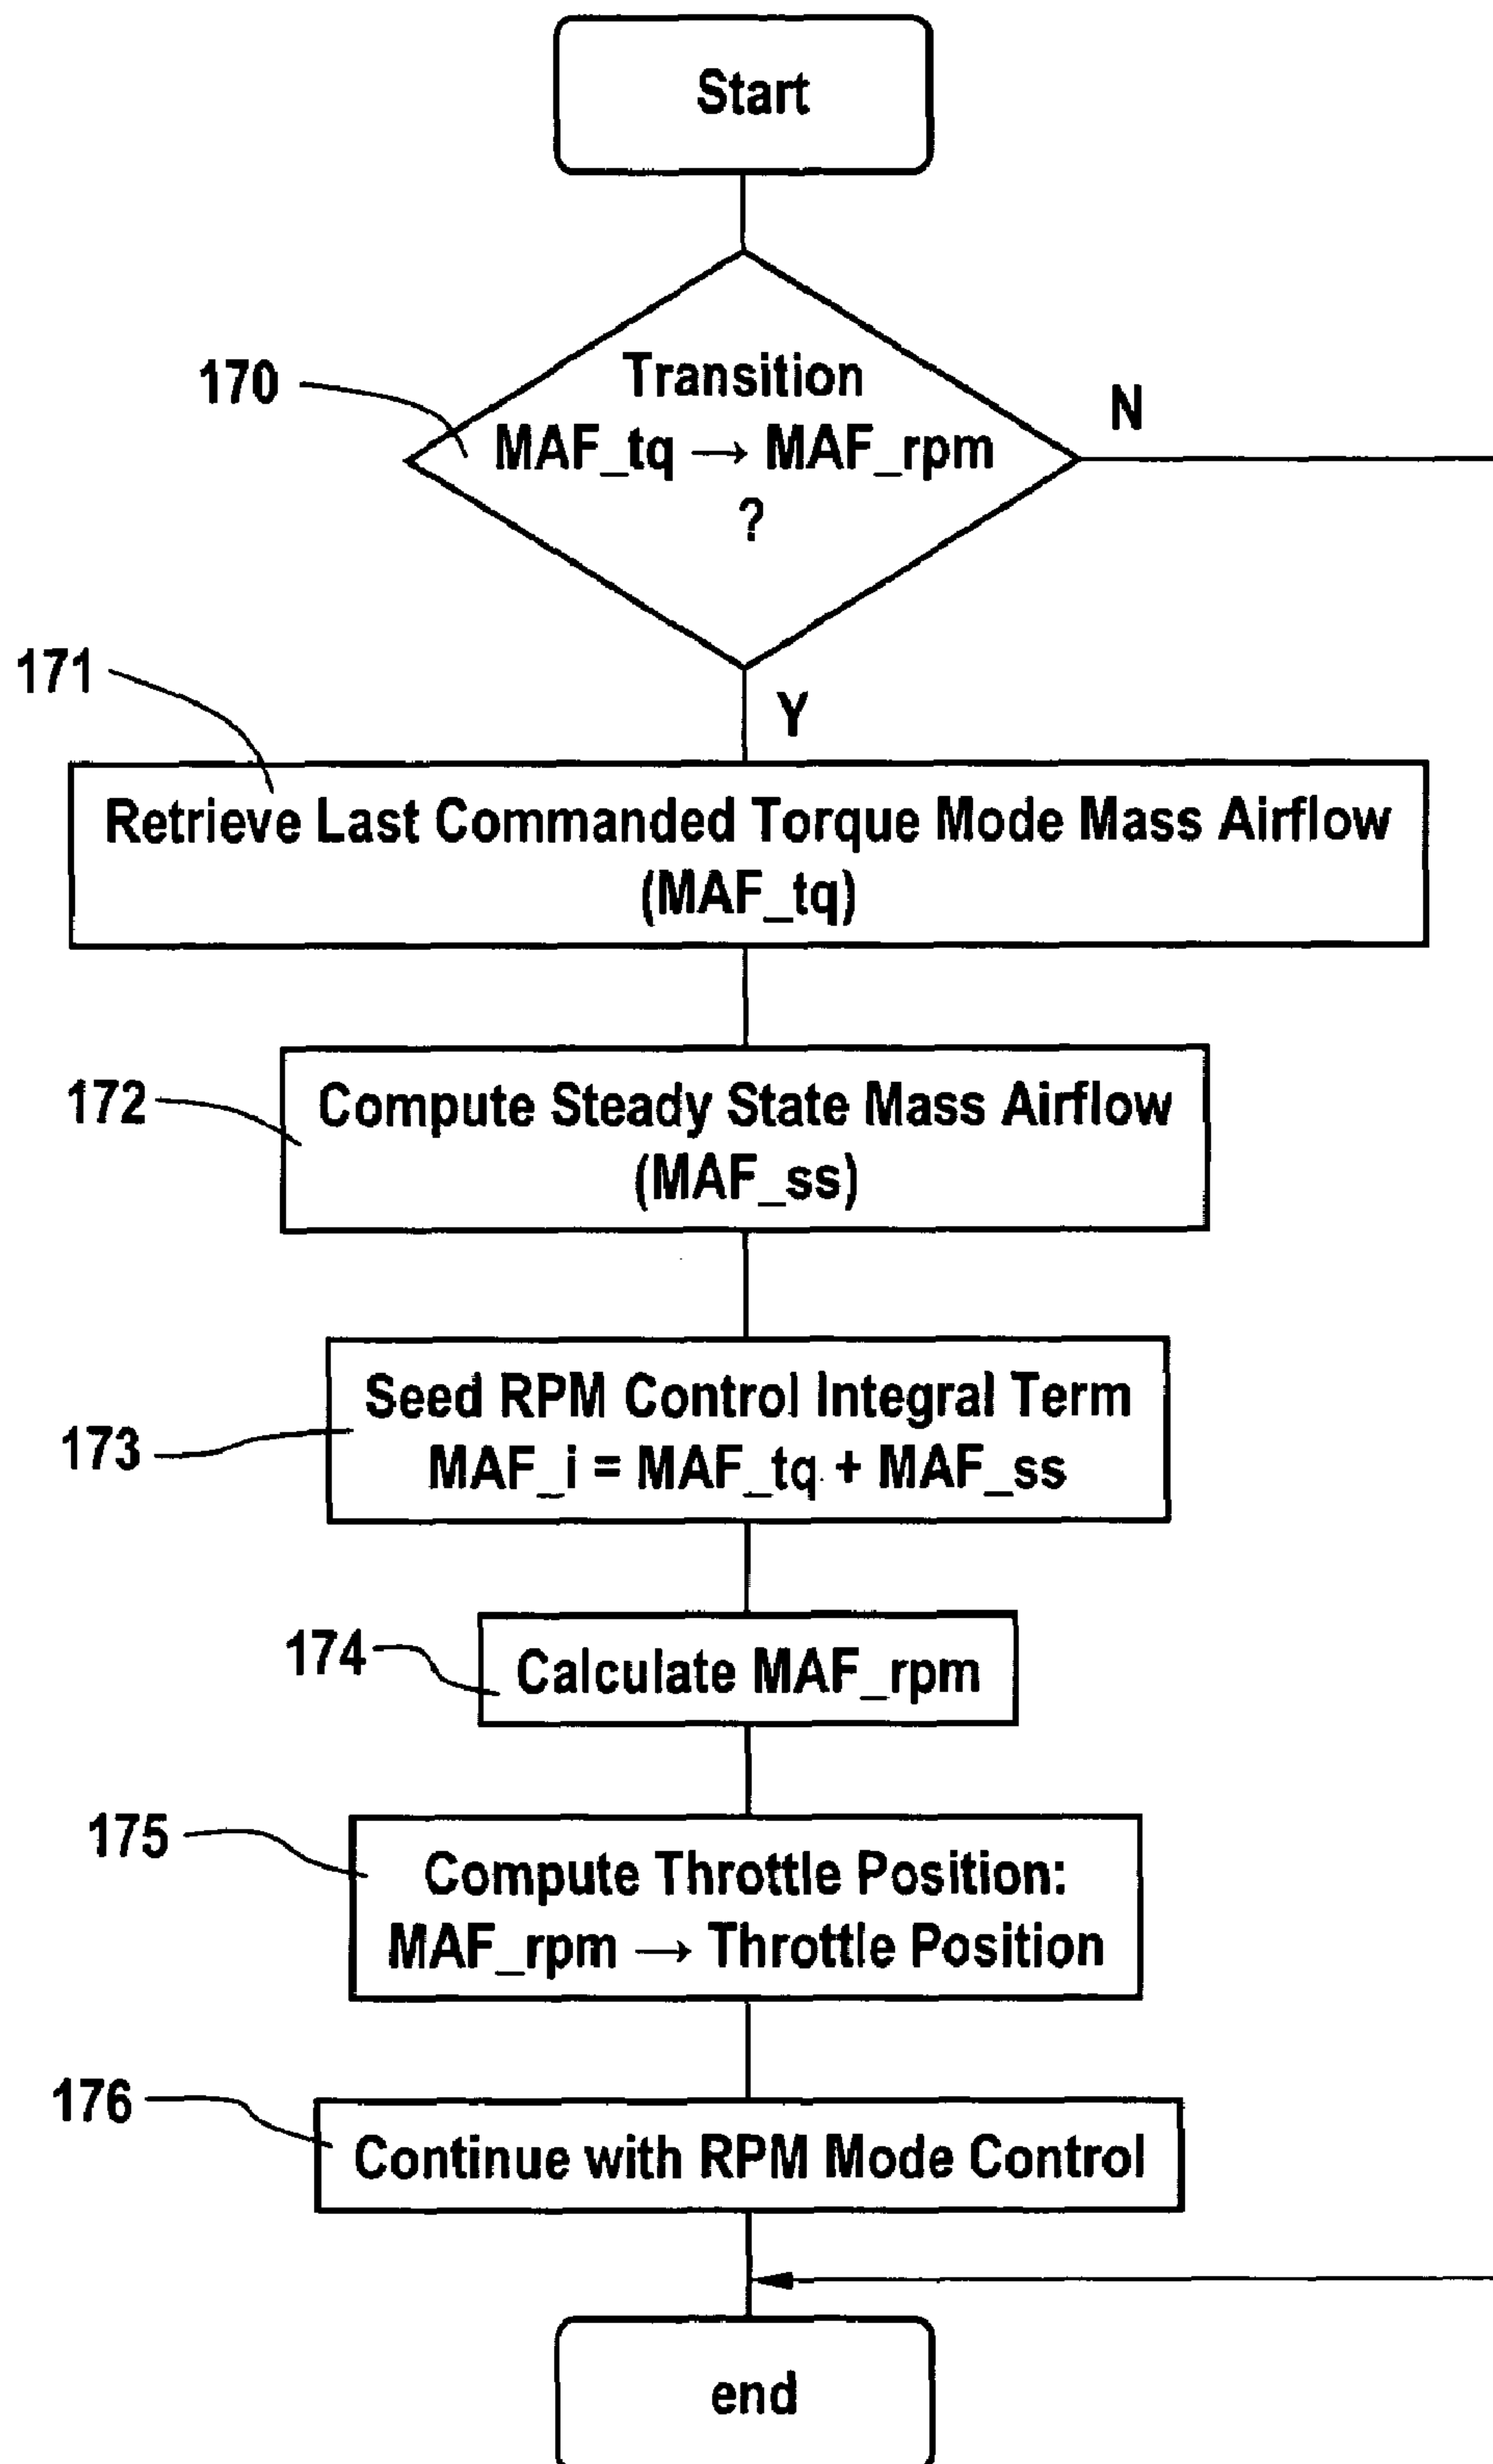 Start
170
Transition
MAF_tq → MAF_rpm
?
N
Y
171
Retrieve Last Commanded Torque Mode Mass Airflow
(MAF_tq)
172
Compute Steady State Mass Airflow
(MAF_ss)
173
Seed RPM Control Integral Term
MAF_i = MAF_tq + MAF_ss
174
Calculate MAF_rpm
175
Compute Throttle Position:
MAF_rpm → Throttle Position
176
Continue with RPM Mode Control
end